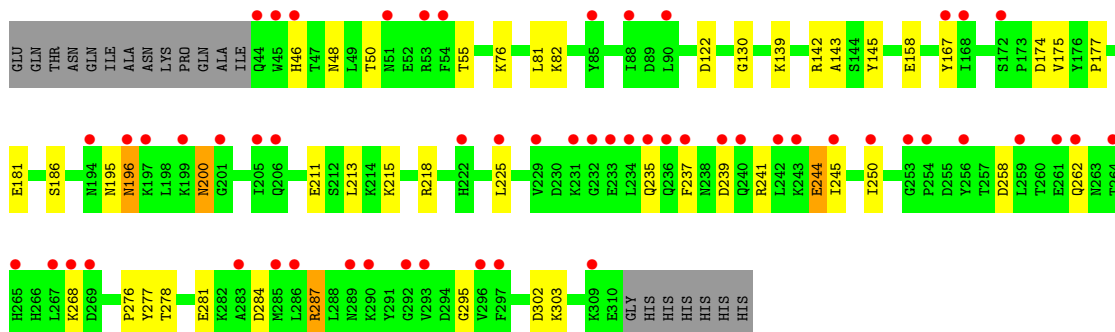 GLU GLN THR ASN GLN ILE ALA ASN LYS PRO GLN ALA ILE Q44 W45 H46 T47 N48 L49 T50 N51 E52 R53 F54 T55 K76 L81 K82 Y85 I88 D89 L90 D122 G130 K139 R142 A143 S144 Y145 E158 Y167 I168 S172 P173 D174 V175 Y176 P177
E181 S186 N194 N195 N196 K197 L198 K199 N200 G201 I205 Q206 E211 S212 L213 K214 K215 R218 H222 L225 V229 D230 K231 G232 E233 L234 Q235 Q236 F237 N238 D239 Q240 R241 L242 K243 E244 I245 I250 G253 P254 D255 Y256 T257 D258 L259 T260 E261 Q262 N263 T264
H265 H266 L267 K268 D269 P276 Y277 T278 E281 K282 A283 D284 M285 L286 R287 L288 N289 K290 Y291 G292 V293 D294 G295 V296 F297 D302 K303 K309 E310 GLY HIS HIS HIS HIS HIS HIS